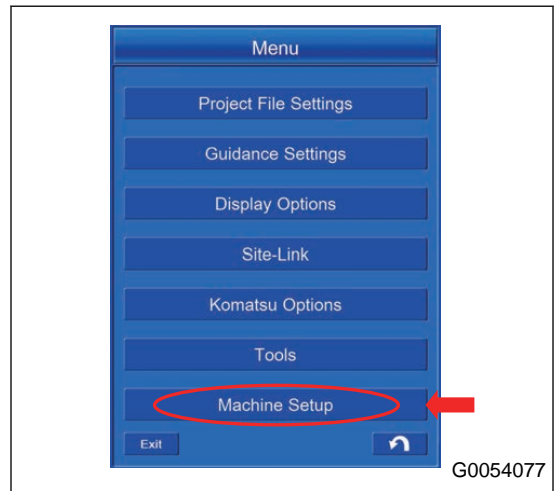 Menu
Project File Settings
Guidance Settings
Display Options
Site-Link
Komatsu Options
Tools
Machine Setup
Exit
G0054077